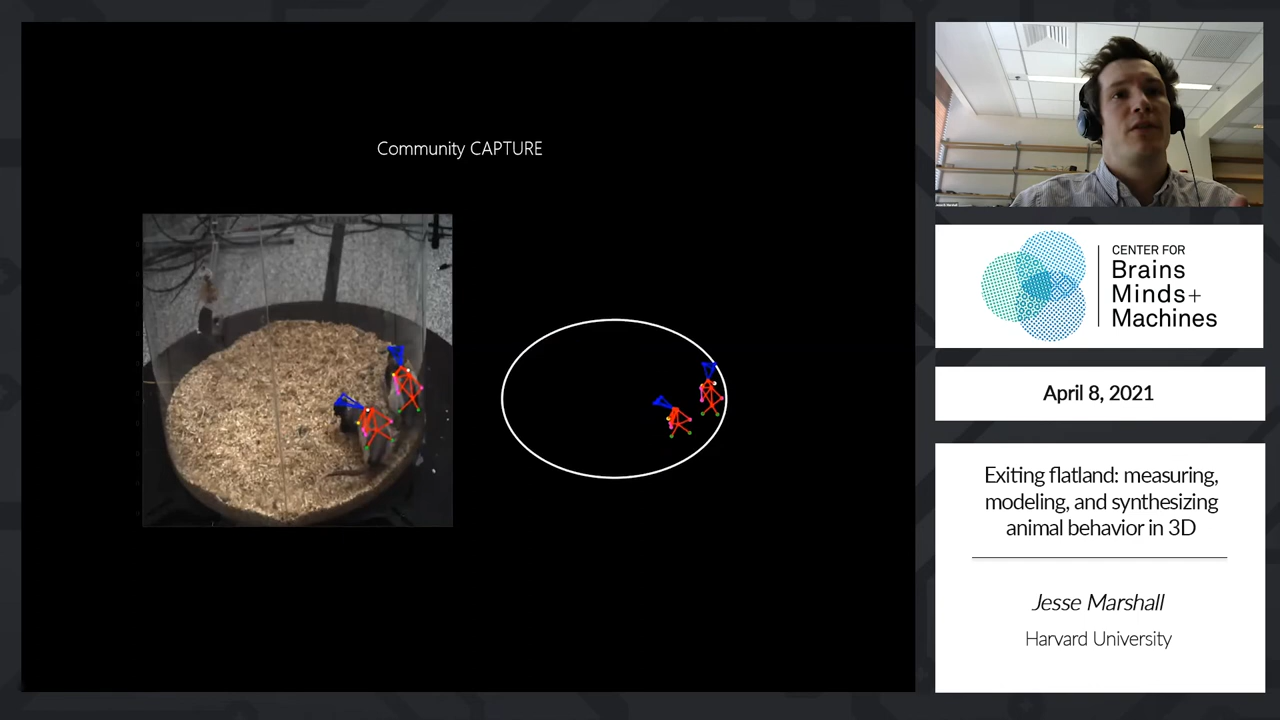 Community CAPTURE
CENTER FOR
Brains
Minds+
Machines
April 8, 2021
Exiting flatland: measuring,
modeling, and synthesizing
animal behavior in 3D
Jesse Marshall
Harvard University